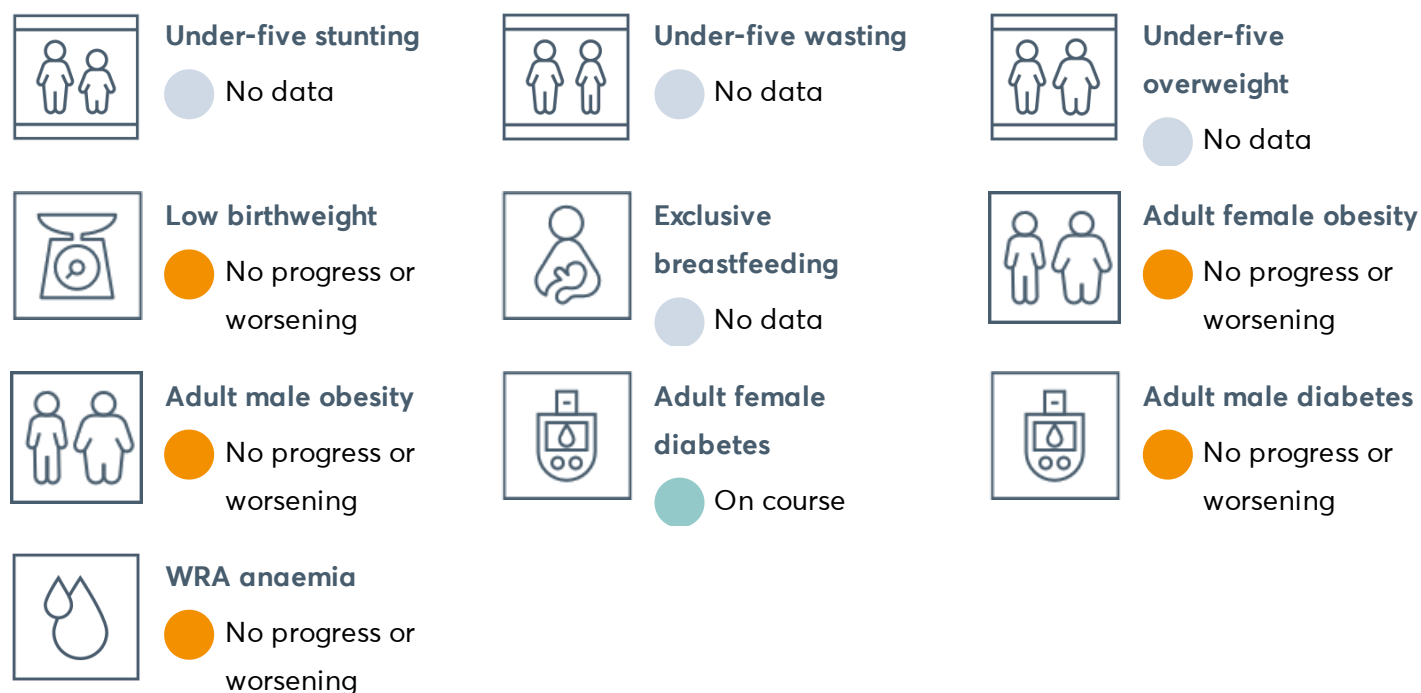 Under-five stunting
No data
Under-five wasting
No data
Under-five
overweight
No data
Low birthweight
No progress or
worsening
Exclusive
breastfeeding
No data
Adult female obesity
No progress or
worsening
Adult male obesity
No progress or
worsening
Adult female
diabetes
On course
Adult male diabetes
No progress or
worsening
WRA anaemia
No progress or
worsening